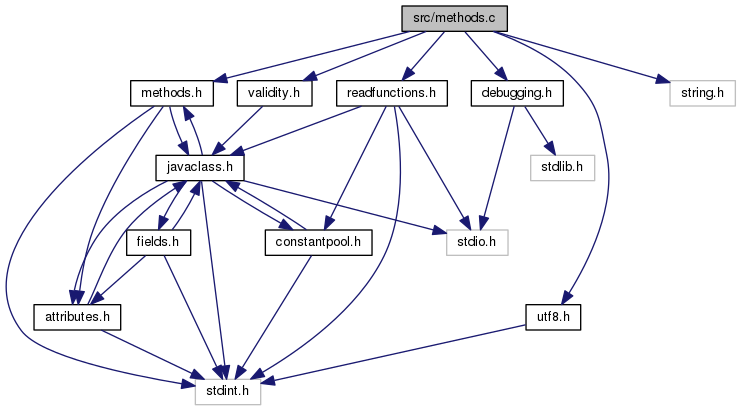 src/methods.c
methods.h
validity.h
readfunctions.h
debugging.h
string.h
javaclass.h
stdlib.h
fields.h
constantpool.h
stdio.h
attributes.h
utf8.h
stdint.h